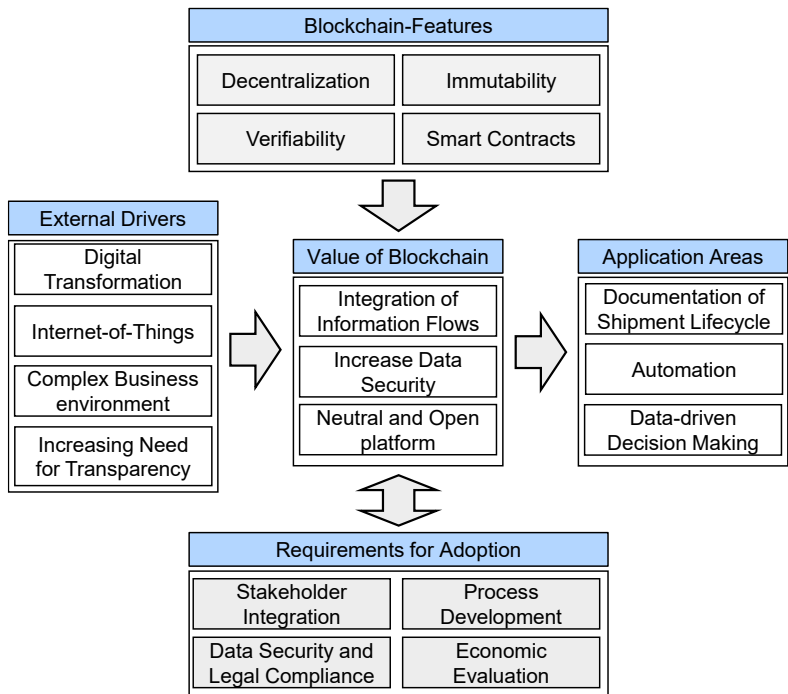 Blockchain-Features
Decentralization
Immutability
Verifiability
Smart Contracts
External Drivers
Digital
Transformation
Internet-of-Things
Complex Business
environment
Increasing Need
for Transparency
Value of Blockchain
Integration of
Information Flows
Increase Data
Security
Neutral and Open
platform
Application Areas
Documentation of
Shipment Lifecycle
Automation
Data-driven
Decision Making
Requirements for Adoption
Stakeholder
Integration
Process
Development
Data Security and
Legal Compliance
Economic
Evaluation